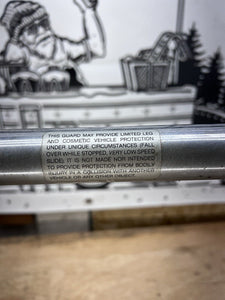 THIS GUARD MAY PROVIDE LIMITED LEG
AND COSMETIC VEHICLE PROTECTION
UNDER UNIQUE CIRCUMSTANCES (FALL
OVER WHILE STOPPED, VERY LOW SPEED
SLIDE). IT IS NOT MADE NOR INTENDED
TO PROVIDE PROTECTION FROM BODILY
INJURY IN A COLLISION WITH ANOTHER
VEHICLE OR ANY OTHER OBJECT.